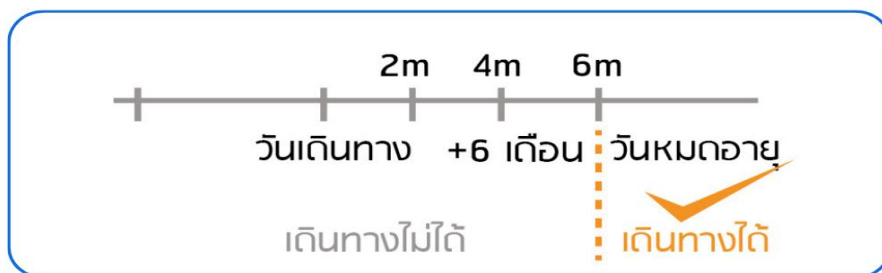 2m 4m 6m
วันเดินทาง +6 เดือน วันหมดอายุ
เดินทางไม่ได้ เดินทางได้